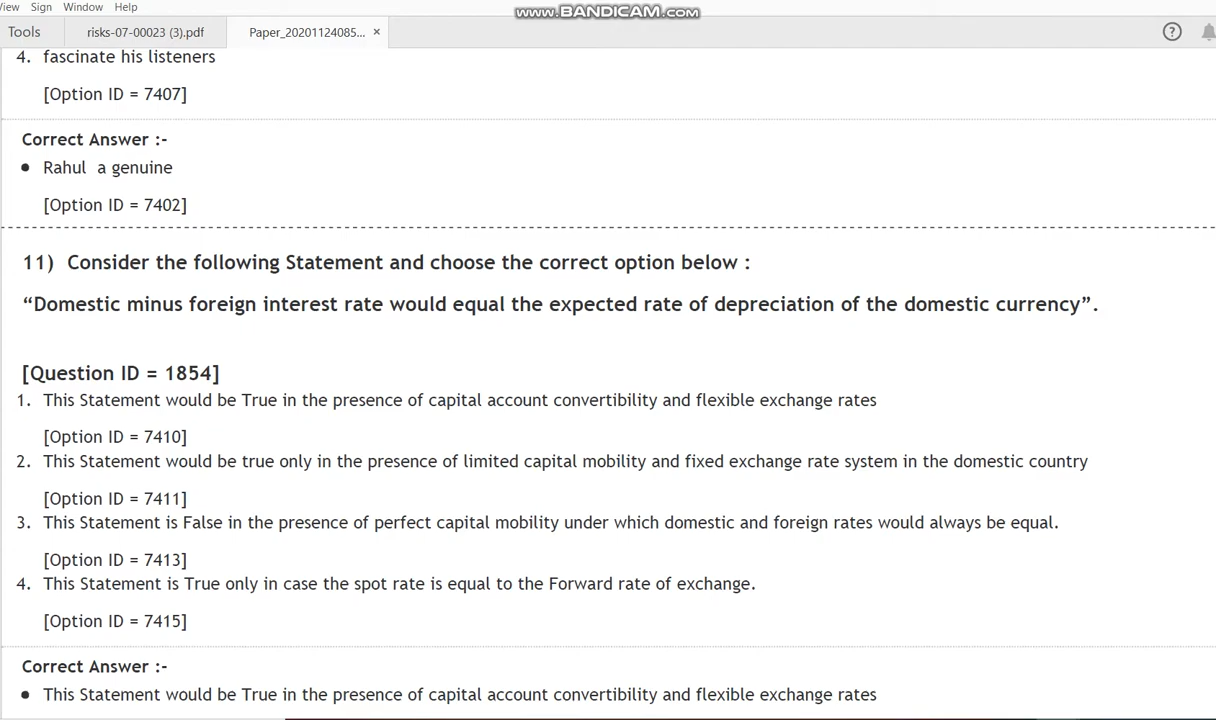 View Sign Window Help
www.BANDICAM.com
Tools risks-07-00023 (3).pdf Paper_20201124085... ×
4. fascinate his listeners
[Option ID = 7407]
Correct Answer :-
• Rahul a genuine
[Option ID = 7402]
11) Consider the following Statement and choose the correct option below :
“Domestic minus foreign interest rate would equal the expected rate of depreciation of the domestic currency”.
[Question ID = 1854]
1. This Statement would be True in the presence of capital account convertibility and flexible exchange rates
[Option ID = 7410]
2. This Statement would be true only in the presence of limited capital mobility and fixed exchange rate system in the domestic country
[Option ID = 7411]
3. This Statement is False in the presence of perfect capital mobility under which domestic and foreign rates would always be equal.
[Option ID = 7413]
4. This Statement is True only in case the spot rate is equal to the Forward rate of exchange.
[Option ID = 7415]
Correct Answer :-
• This Statement would be True in the presence of capital account convertibility and flexible exchange rates